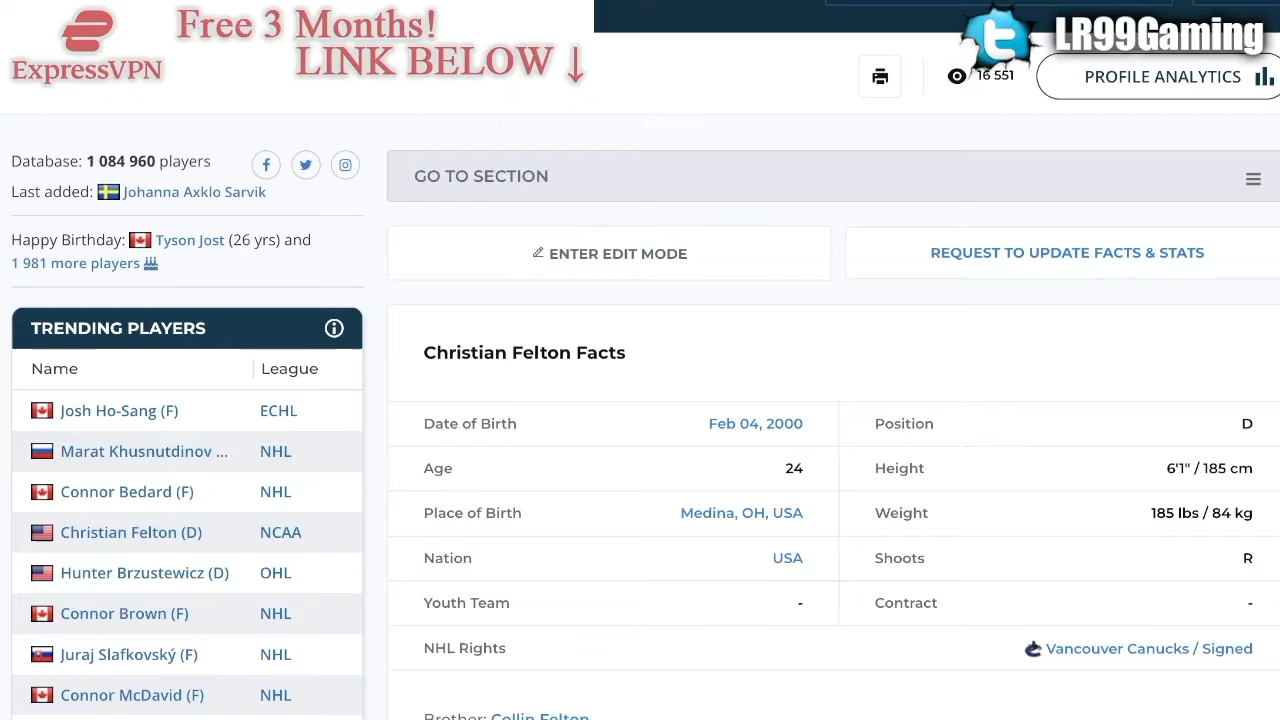 ExpressVPN
Free 3 Months!
LINK BELOW ↓
LR99Gaming
16 551
PROFILE ANALYTICS
Database: 1 084 960 players
Last added: Johanna Axklo Sarvik
Happy Birthday: Tyson Jost (26 yrs) and
1 981 more players
GO TO SECTION
ENTER EDIT MODE
REQUEST TO UPDATE FACTS & STATS
TRENDING PLAYERS
Name League
Josh Ho-Sang (F) ECHL
Marat Khusnutdinov ... NHL
Connor Bedard (F) NHL
Christian Felton (D) NCAA
Hunter Brzustewicz (D) OHL
Connor Brown (F) NHL
Juraj Slafkovský (F) NHL
Connor McDavid (F) NHL
Christian Felton Facts
Date of Birth Feb 04, 2000 Position D
Age 24 Height 6'1" / 185 cm
Place of Birth Medina, OH, USA Weight 185 lbs / 84 kg
Nation USA Shoots R
Youth Team - Contract -
NHL Rights Vancouver Canucks / Signed
Brother: Collin Felton